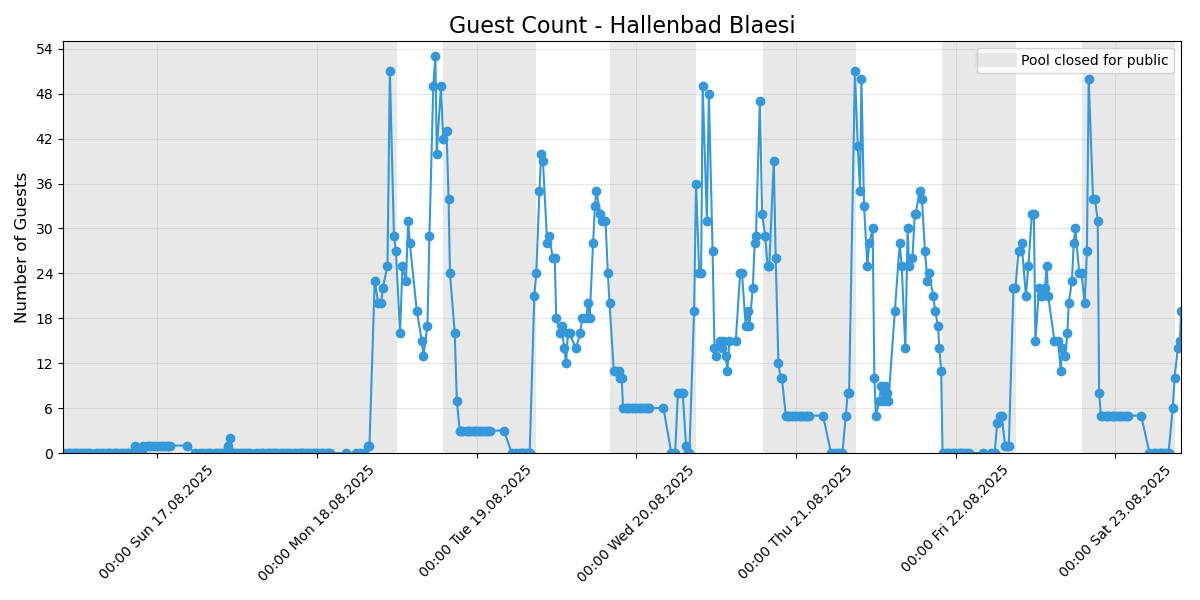 Guest Count - Hallenbad Blaesi
Pool closed for public
Number of Guests
54
48
42
36
30
24
18
12
6
0
00:00 Sun 17.08.2025
00:00 Mon 18.08.2025
00:00 Tue 19.08.2025
00:00 Wed 20.08.2025
00:00 Thu 21.08.2025
00:00 Fri 22.08.2025
00:00 Sat 23.08.2025